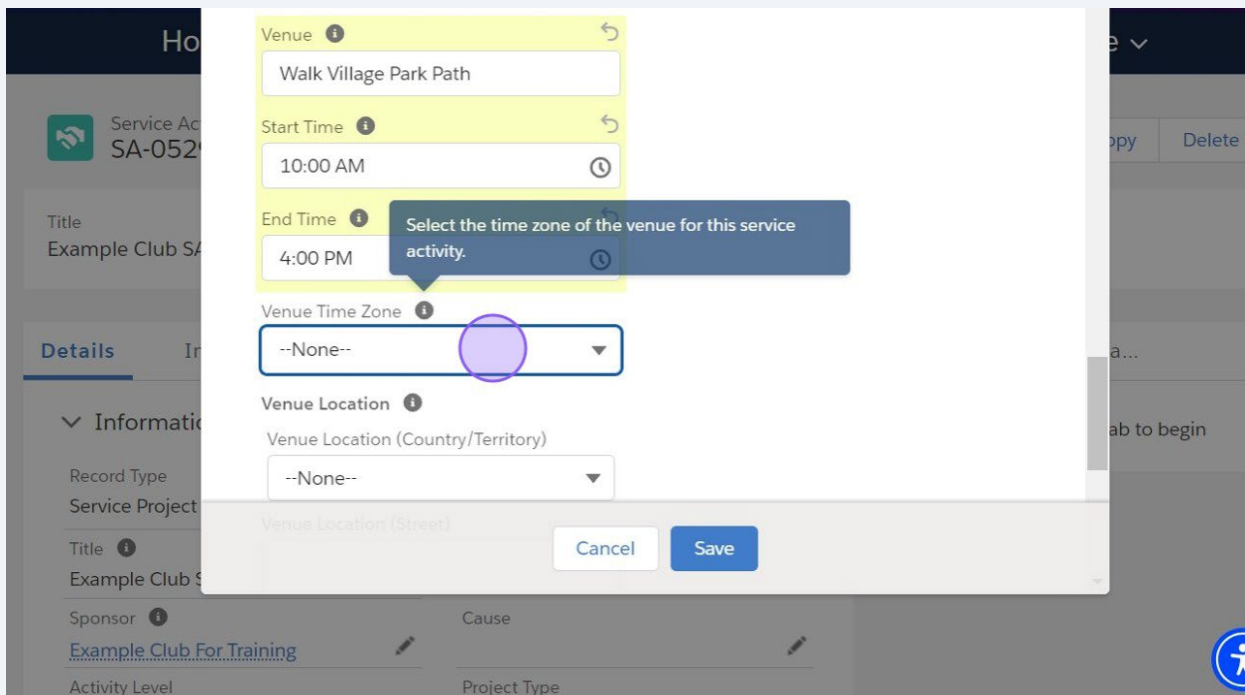 Ho
e
Service Ac
SA-052
opy
Delete
Title
Example Club SA
Venue
Walk Village Park Path
Start Time
10:00 AM
End Time
4:00 PM
Select the time zone of the venue for this service
activity.
Venue Time Zone
--None--
Venue Location
Venue Location (Country/Territory)
--None--
Venue Location (Street)
Cancel
Save
Details
a...
Informatio
ab to begin
Record Type
Service Project
Title
Example Club S
Sponsor
Example Club For Training
Cause
Activity Level
Project Type